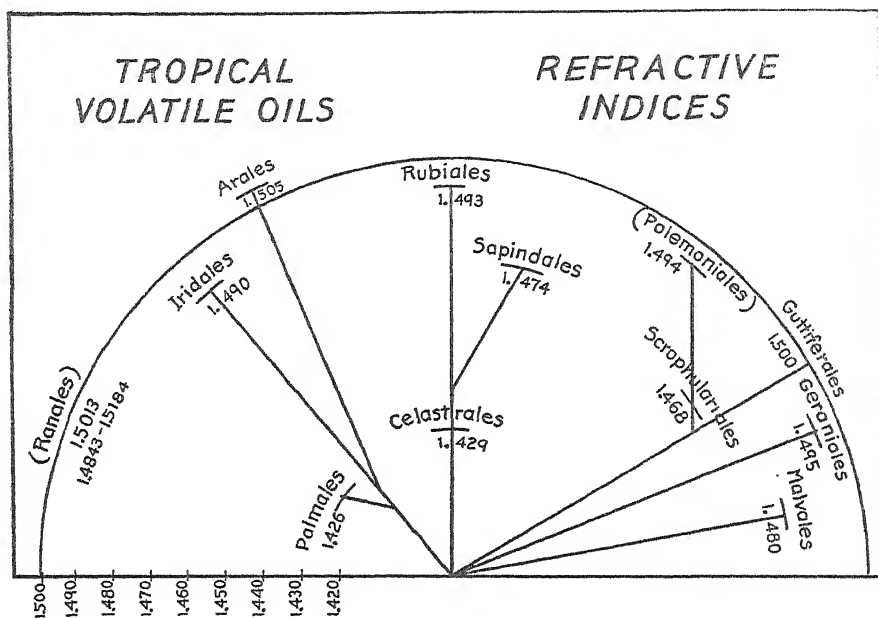 TROPICAL
VOLATILE OILS
REFRACTIVE
INDICES
Arales
1.505
Rubiales
1.493
Sapindales
1.474
(Polemoniales)
1.494
Iridales
1.490
Guttiferales
1.500
Scrophulariales
1.468
Geraniales
1.495
(Ranales)
1.5013
1.4843-1.5184
Celastrales
1.429
Malvales
1.480
Palmales
1.426
1.500
1.490
1.480
1.470
1.460
1.450
1.440
1.430
1.420